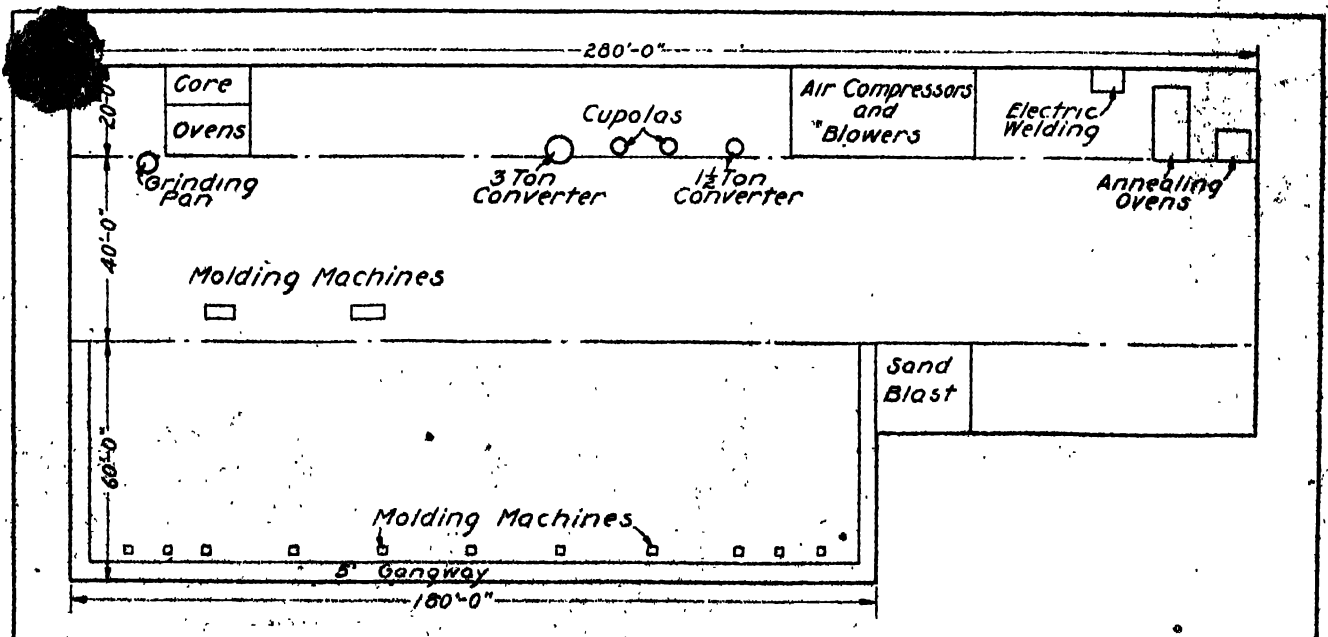 280'-0"
Core
Ovens
20'-0"
Cupolas
Air Compressors
and
Blowers
Electric
Welding
Grinding
Pan
3 Ton
Converter
1½ Ton
Converter
Annealing
Ovens
40'-0"
Molding Machines
Sand
Blast
60'-0"
Molding Machines
5' Gangway
180'-0"